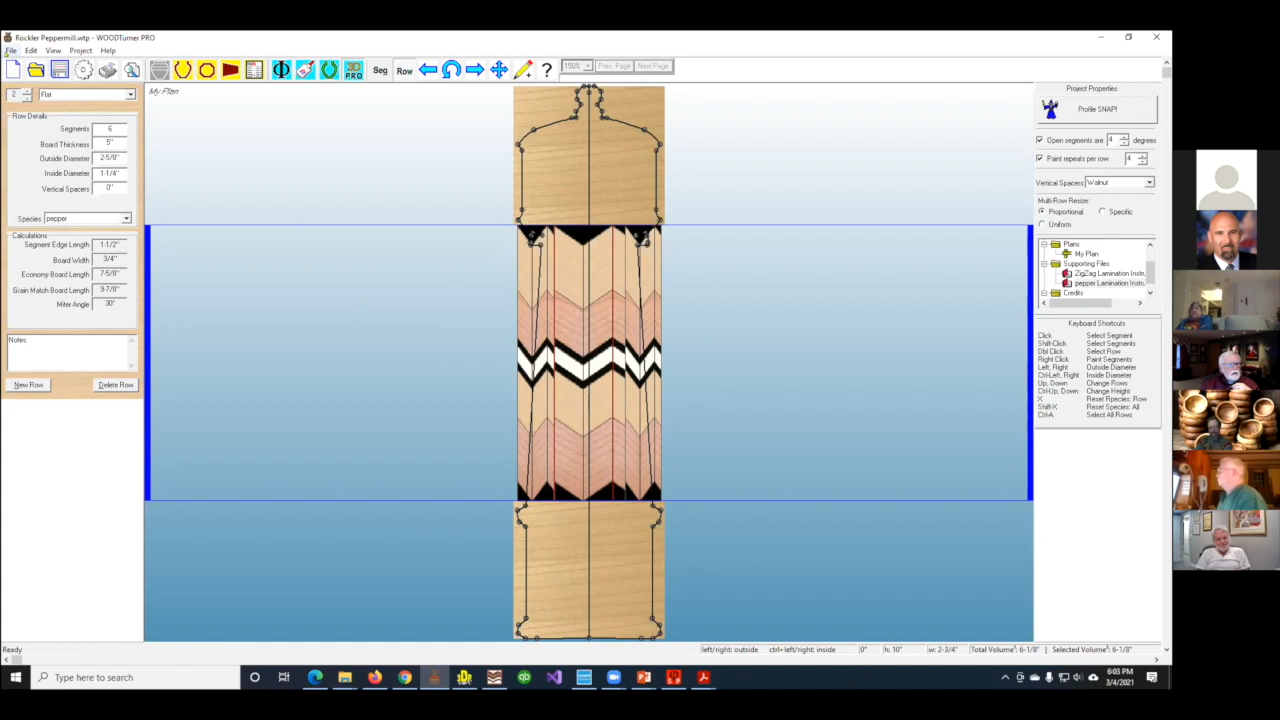 Rockler Peppermill.wtp - WOODTurner PRO
File Edit View Project Help
3D PRO Seg Row 150% Prev. Page Next Page ?
2 Flat
Row Details
Segments 6
Board Thickness 5"
Outside Diameter 2-5/8"
Inside Diameter 1-1/4"
Vertical Spacers 0"
Species pepper
Calculations
Segment Edge Length 1-1/2"
Board Width 3/4"
Economy Board Length 7-5/8"
Grain Match Board Length 9-7/8"
Miter Angle 30°
Notes:
New Row Delete Row
My Plan
Project Properties
Profile SNAP!
Open segments are 4 degrees
Paint repeats per row: 4
Vertical Spacers: Walnut
Multi-Row Resize:
Proportional Specific
Uniform
Plans
My Plan
Supporting Files
ZigZag Lamination Instr
pepper Lamination Instr
Credits
Keyboard Shortcuts
Click Select Segment
Shift-Click Select Segments
Dbl Click Select Row
Right Click Paint Segments
Left, Right Outside Diameter
Ctrl-Left, Right Inside Diameter
Up, Down Change Rows
Ctrl-Up, Down Change Height
X Reset Rpecies: Row
Shift-X Reset Species: All
Ctrl-A Select All Rows
Ready left/right: outside ctrl+left/right: inside 0° h: 10" w: 2-3/4" Total Volume³: 6-1/8" Selected Volume³: 6-1/8"
Type here to search
6:03 PM
3/4/2021